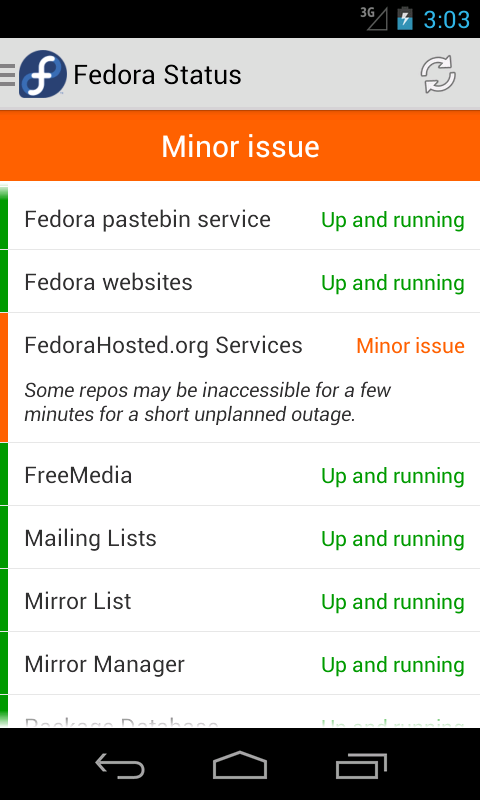 3G 3:03
Fedora Status
Minor issue
Fedora pastebin service Up and running
Fedora websites Up and running
FedoraHosted.org Services Minor issue
Some repos may be inaccessible for a few
minutes for a short unplanned outage.
FreeMedia Up and running
Mailing Lists Up and running
Mirror List Up and running
Mirror Manager Up and running
Package Database Up and running